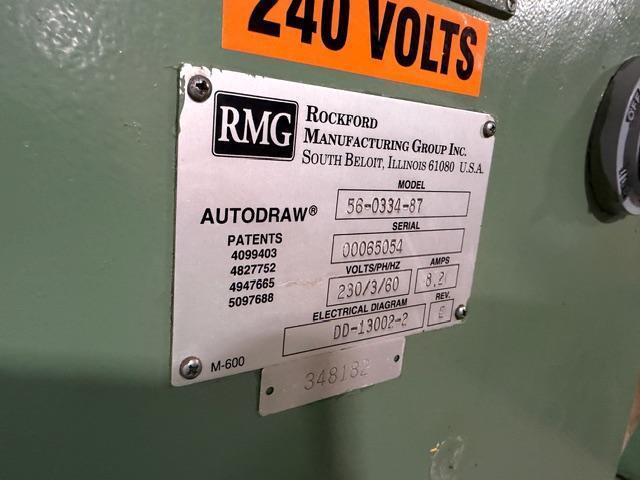 240 VOLTS
RMG
ROCKFORD
MANUFACTURING GROUP INC.
SOUTH BELOIT, ILLINOIS 61080 U.S.A.
MODEL
56-0334-87
AUTODRAW®
SERIAL
00065054
PATENTS
4099403
4827752
4947665
5097688
VOLTS/PH/HZ
230/3/60
AMPS
8.2
ELECTRICAL DIAGRAM
DD-13002-2
REV.
E
M-600
348182
OFF